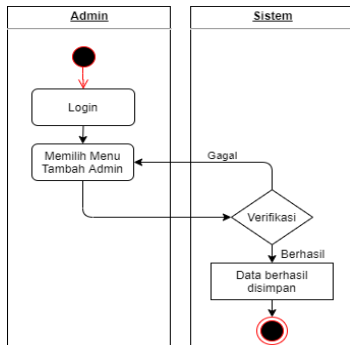 Admin
Sistem
Login
Memilih Menu
Tambah Admin
Gagal
Verifikasi
Berhasil
Data berhasil
disimpan